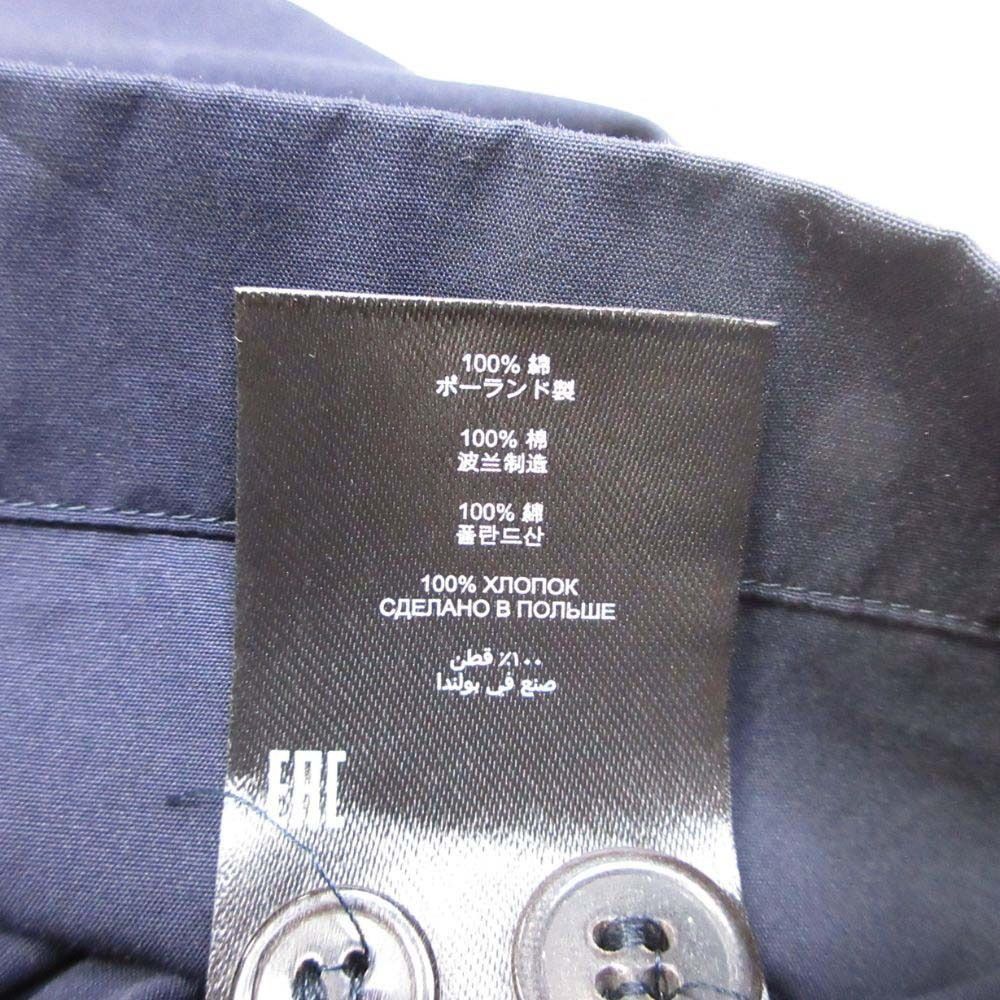 100% 綿
ポーランド製
100% 棉
波兰制造
100% 綿
폴란드산
100% ХЛОПОК
СДЕЛАНО В ПОЛЬШЕ
١٠٠٪ قطن
صنع في بولندا
EAC